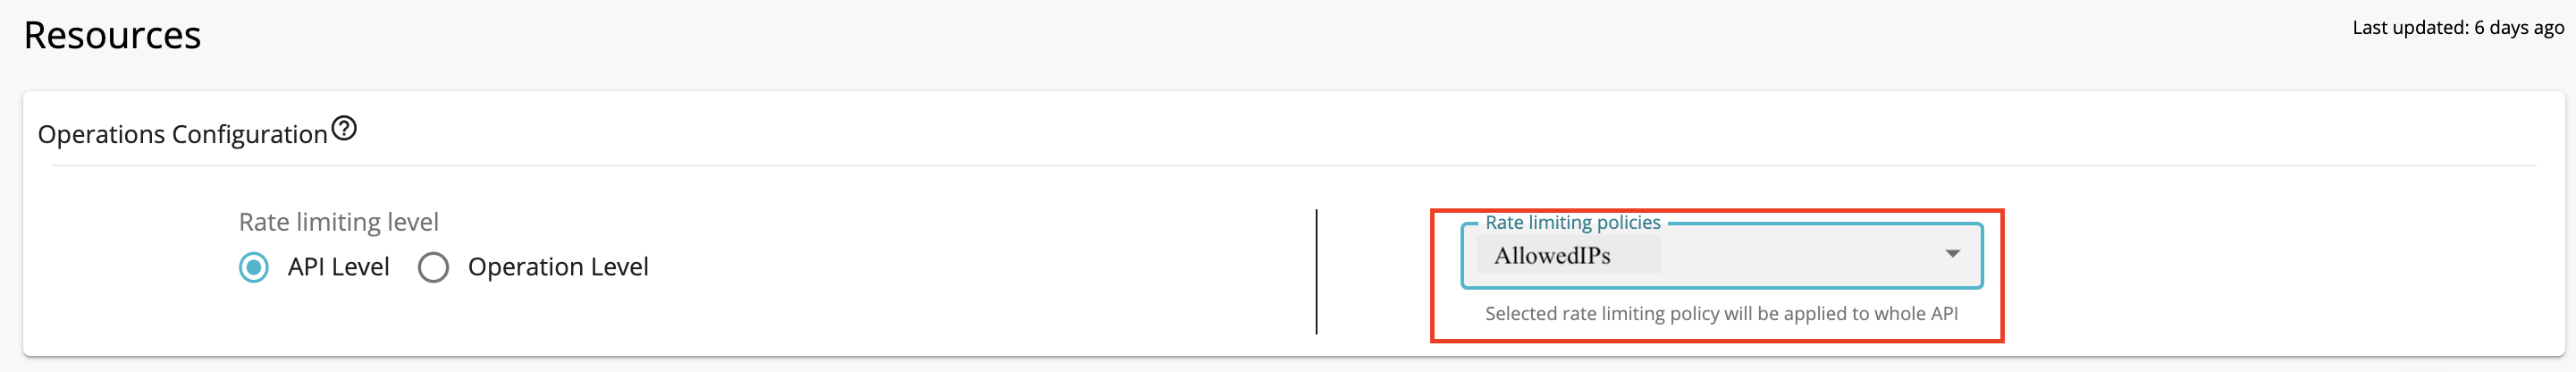 Resources
Last updated: 6 days ago
Operations Configuration
Rate limiting level
API Level
Operation Level
Rate limiting policies
AllowedIPs
Selected rate limiting policy will be applied to whole API